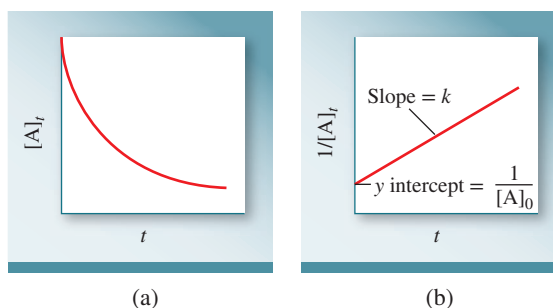 [A]t
t
(a)
1/[A]t
Slope = k
y intercept = 1/[A]0
t
(b)